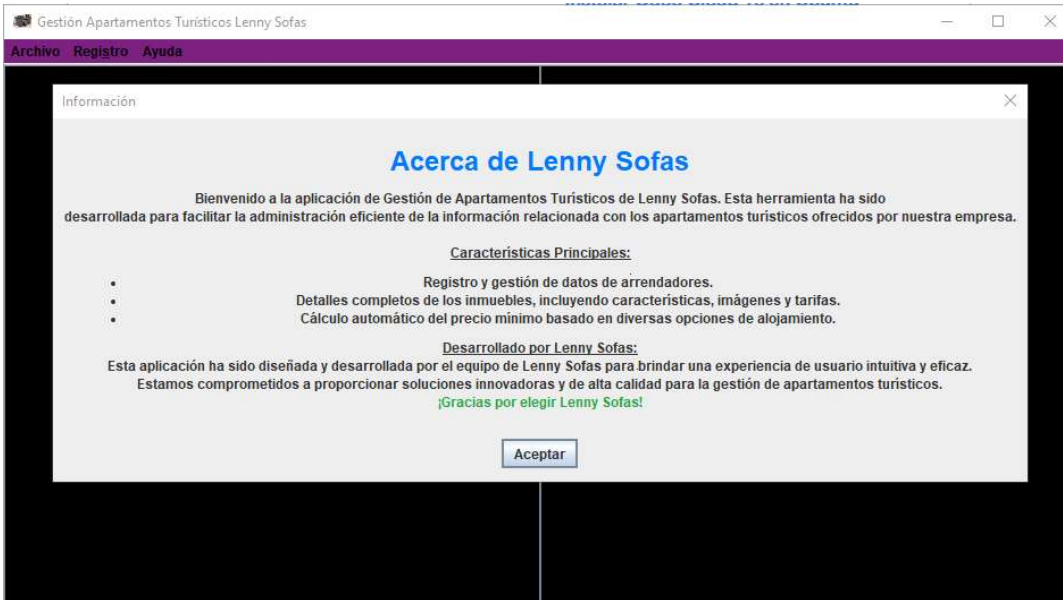 Gestión Apartamentos Turísticos Lenny Sofas
Archivo Registro Ayuda
Información
Acerca de Lenny Sofas
Bienvenido a la aplicación de Gestión de Apartamentos Turísticos de Lenny Sofas. Esta herramienta ha sido
desarrollada para facilitar la administración eficiente de la información relacionada con los apartamentos turísticos ofrecidos por nuestra empresa.
Características Principales:
• Registro y gestión de datos de arrendadores.
• Detalles completos de los inmuebles, incluyendo características, imágenes y tarifas.
• Cálculo automático del precio mínimo basado en diversas opciones de alojamiento.
Desarrollado por Lenny Sofas:
Esta aplicación ha sido diseñada y desarrollada por el equipo de Lenny Sofas para brindar una experiencia de usuario intuitiva y eficaz.
Estamos comprometidos a proporcionar soluciones innovadoras y de alta calidad para la gestión de apartamentos turísticos.
¡Gracias por elegir Lenny Sofas!
Aceptar